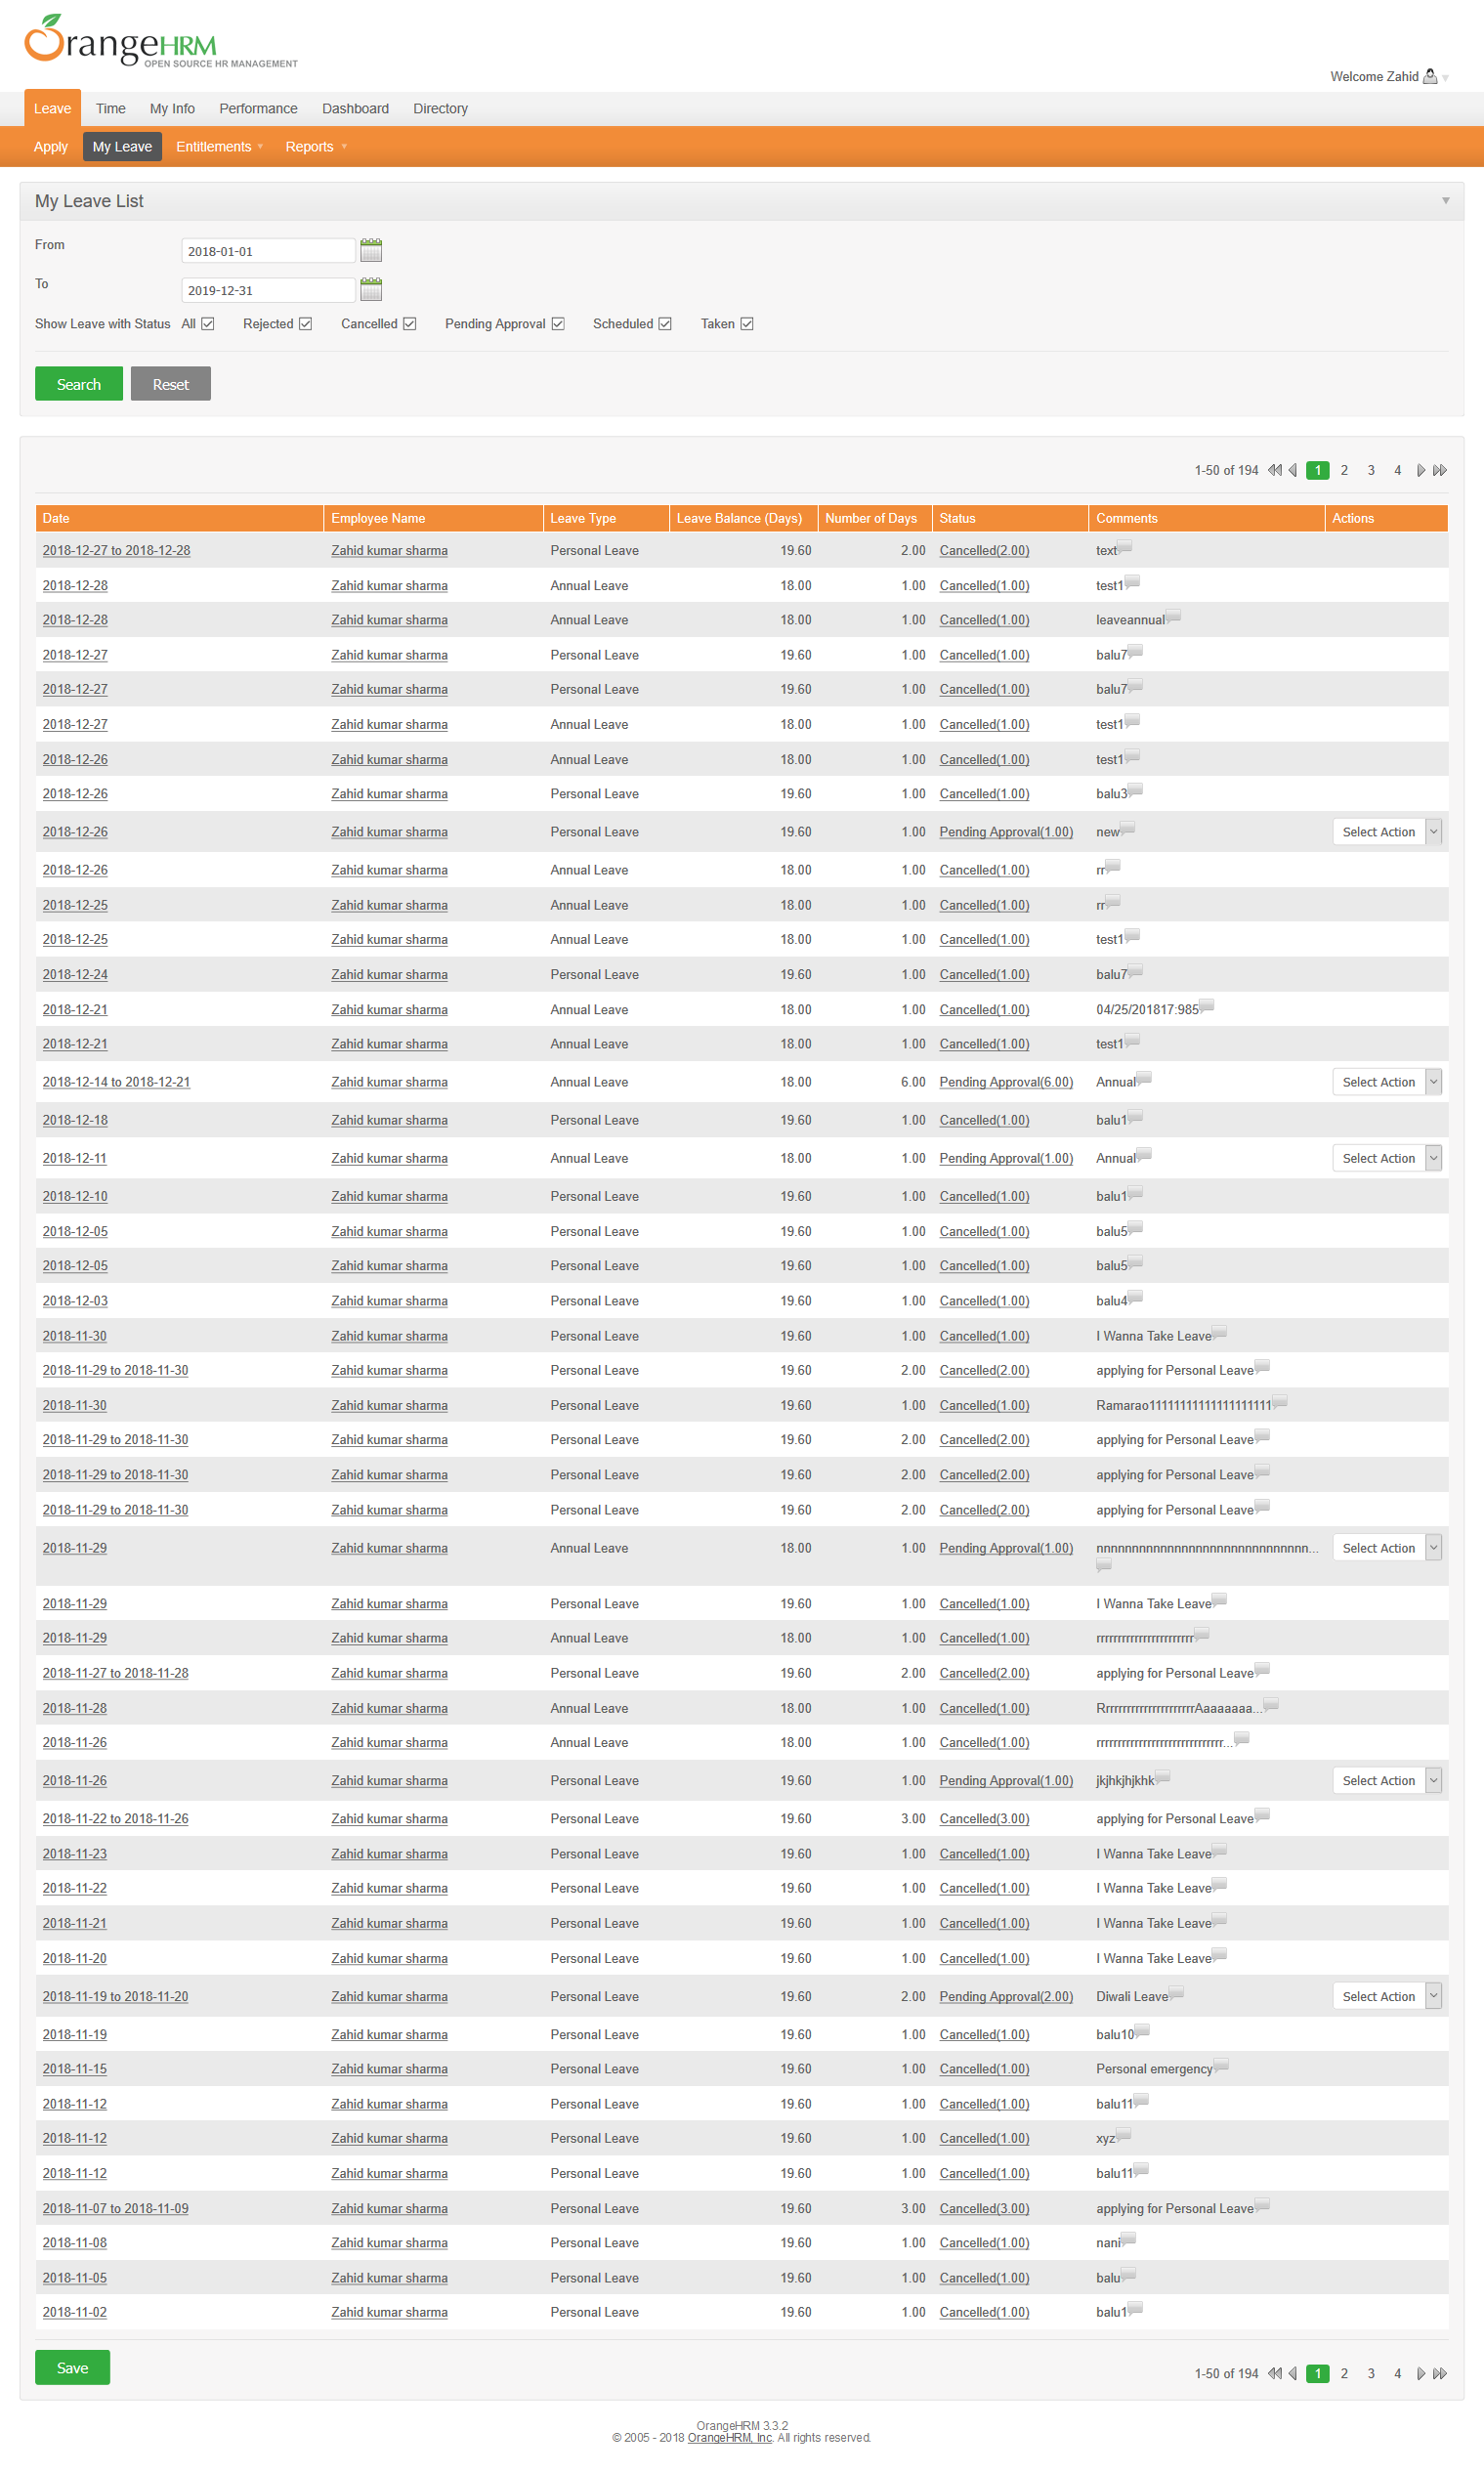 OrangeHRM
OPEN SOURCE HR MANAGEMENT
Welcome Zahid
Leave Time My Info Performance Dashboard Directory
Apply My Leave Entitlements Reports
My Leave List
From 2018-01-01
To 2019-12-31
Show Leave with Status All Rejected Cancelled Pending Approval Scheduled Taken
Search Reset
1-50 of 194 1 2 3 4
Date Employee Name Leave Type Leave Balance (Days) Number of Days Status Comments Actions
2018-12-27 to 2018-12-28 Zahid kumar sharma Personal Leave 19.60 2.00 Cancelled(2.00) text
2018-12-28 Zahid kumar sharma Annual Leave 18.00 1.00 Cancelled(1.00) test1
2018-12-28 Zahid kumar sharma Annual Leave 18.00 1.00 Cancelled(1.00) leaveannual
2018-12-27 Zahid kumar sharma Personal Leave 19.60 1.00 Cancelled(1.00) balu7
2018-12-27 Zahid kumar sharma Personal Leave 19.60 1.00 Cancelled(1.00) balu7
2018-12-27 Zahid kumar sharma Annual Leave 18.00 1.00 Cancelled(1.00) test1
2018-12-26 Zahid kumar sharma Annual Leave 18.00 1.00 Cancelled(1.00) test1
2018-12-26 Zahid kumar sharma Personal Leave 19.60 1.00 Cancelled(1.00) balu3
2018-12-26 Zahid kumar sharma Personal Leave 19.60 1.00 Pending Approval(1.00) new Select Action
2018-12-26 Zahid kumar sharma Annual Leave 18.00 1.00 Cancelled(1.00) rr
2018-12-25 Zahid kumar sharma Annual Leave 18.00 1.00 Cancelled(1.00) rr
2018-12-25 Zahid kumar sharma Annual Leave 18.00 1.00 Cancelled(1.00) test1
2018-12-24 Zahid kumar sharma Personal Leave 19.60 1.00 Cancelled(1.00) balu7
2018-12-21 Zahid kumar sharma Annual Leave 18.00 1.00 Cancelled(1.00) 04/25/201817:985
2018-12-21 Zahid kumar sharma Annual Leave 18.00 1.00 Cancelled(1.00) test1
2018-12-14 to 2018-12-21 Zahid kumar sharma Annual Leave 18.00 6.00 Pending Approval(6.00) Annual Select Action
2018-12-18 Zahid kumar sharma Personal Leave 19.60 1.00 Cancelled(1.00) balu1
2018-12-11 Zahid kumar sharma Annual Leave 18.00 1.00 Pending Approval(1.00) Annual Select Action
2018-12-10 Zahid kumar sharma Personal Leave 19.60 1.00 Cancelled(1.00) balu1
2018-12-05 Zahid kumar sharma Personal Leave 19.60 1.00 Cancelled(1.00) balu5
2018-12-05 Zahid kumar sharma Personal Leave 19.60 1.00 Cancelled(1.00) balu5
2018-12-03 Zahid kumar sharma Personal Leave 19.60 1.00 Cancelled(1.00) balu4
2018-11-30 Zahid kumar sharma Personal Leave 19.60 1.00 Cancelled(1.00) I Wanna Take Leave
2018-11-29 to 2018-11-30 Zahid kumar sharma Personal Leave 19.60 2.00 Cancelled(2.00) applying for Personal Leave
2018-11-30 Zahid kumar sharma Personal Leave 19.60 1.00 Cancelled(1.00) Ramarao11111111111111111111
2018-11-29 to 2018-11-30 Zahid kumar sharma Personal Leave 19.60 2.00 Cancelled(2.00) applying for Personal Leave
2018-11-29 to 2018-11-30 Zahid kumar sharma Personal Leave 19.60 2.00 Cancelled(2.00) applying for Personal Leave
2018-11-29 to 2018-11-30 Zahid kumar sharma Personal Leave 19.60 2.00 Cancelled(2.00) applying for Personal Leave
2018-11-29 Zahid kumar sharma Annual Leave 18.00 1.00 Pending Approval(1.00) nnnnnnnnnnnnnnnnnnnnnnnnnnnnnn... Select Action
2018-11-29 Zahid kumar sharma Personal Leave 19.60 1.00 Cancelled(1.00) I Wanna Take Leave
2018-11-29 Zahid kumar sharma Annual Leave 18.00 1.00 Cancelled(1.00) rrrrrrrrrrrrrrrrrrrrrrr
2018-11-27 to 2018-11-28 Zahid kumar sharma Personal Leave 19.60 2.00 Cancelled(2.00) applying for Personal Leave
2018-11-28 Zahid kumar sharma Annual Leave 18.00 1.00 Cancelled(1.00) RrrrrrrrrrrrrrrrrrrrrrAaaaaaaa...
2018-11-26 Zahid kumar sharma Annual Leave 18.00 1.00 Cancelled(1.00) rrrrrrrrrrrrrrrrrrrrrrrrrrrrrr...
2018-11-26 Zahid kumar sharma Personal Leave 19.60 1.00 Pending Approval(1.00) jkjhkjhjkhk Select Action
2018-11-22 to 2018-11-26 Zahid kumar sharma Personal Leave 19.60 3.00 Cancelled(3.00) applying for Personal Leave
2018-11-23 Zahid kumar sharma Personal Leave 19.60 1.00 Cancelled(1.00) I Wanna Take Leave
2018-11-22 Zahid kumar sharma Personal Leave 19.60 1.00 Cancelled(1.00) I Wanna Take Leave
2018-11-21 Zahid kumar sharma Personal Leave 19.60 1.00 Cancelled(1.00) I Wanna Take Leave
2018-11-20 Zahid kumar sharma Personal Leave 19.60 1.00 Cancelled(1.00) I Wanna Take Leave
2018-11-19 to 2018-11-20 Zahid kumar sharma Personal Leave 19.60 2.00 Pending Approval(2.00) Diwali Leave Select Action
2018-11-19 Zahid kumar sharma Personal Leave 19.60 1.00 Cancelled(1.00) balu10
2018-11-15 Zahid kumar sharma Personal Leave 19.60 1.00 Cancelled(1.00) Personal emergency
2018-11-12 Zahid kumar sharma Personal Leave 19.60 1.00 Cancelled(1.00) balu11
2018-11-12 Zahid kumar sharma Personal Leave 19.60 1.00 Cancelled(1.00) xyz
2018-11-12 Zahid kumar sharma Personal Leave 19.60 1.00 Cancelled(1.00) balu11
2018-11-07 to 2018-11-09 Zahid kumar sharma Personal Leave 19.60 3.00 Cancelled(3.00) applying for Personal Leave
2018-11-08 Zahid kumar sharma Personal Leave 19.60 1.00 Cancelled(1.00) nani
2018-11-05 Zahid kumar sharma Personal Leave 19.60 1.00 Cancelled(1.00) balu
2018-11-02 Zahid kumar sharma Personal Leave 19.60 1.00 Cancelled(1.00) balu1
Save
1-50 of 194 1 2 3 4
OrangeHRM 3.3.2
© 2005 - 2018 OrangeHRM, Inc. All rights reserved.